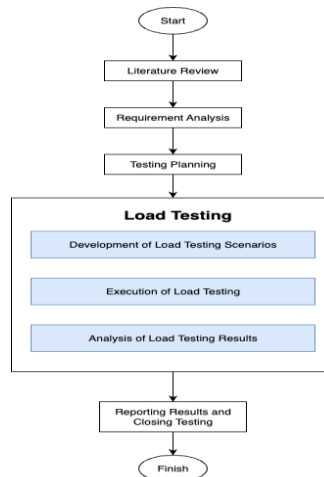 Start
Literature Review
Requirement Analysis
Testing Planning
Load Testing
Development of Load Testing Scenarios
Execution of Load Testing
Analysis of Load Testing Results
Reporting Results and
Closing Testing
Finish